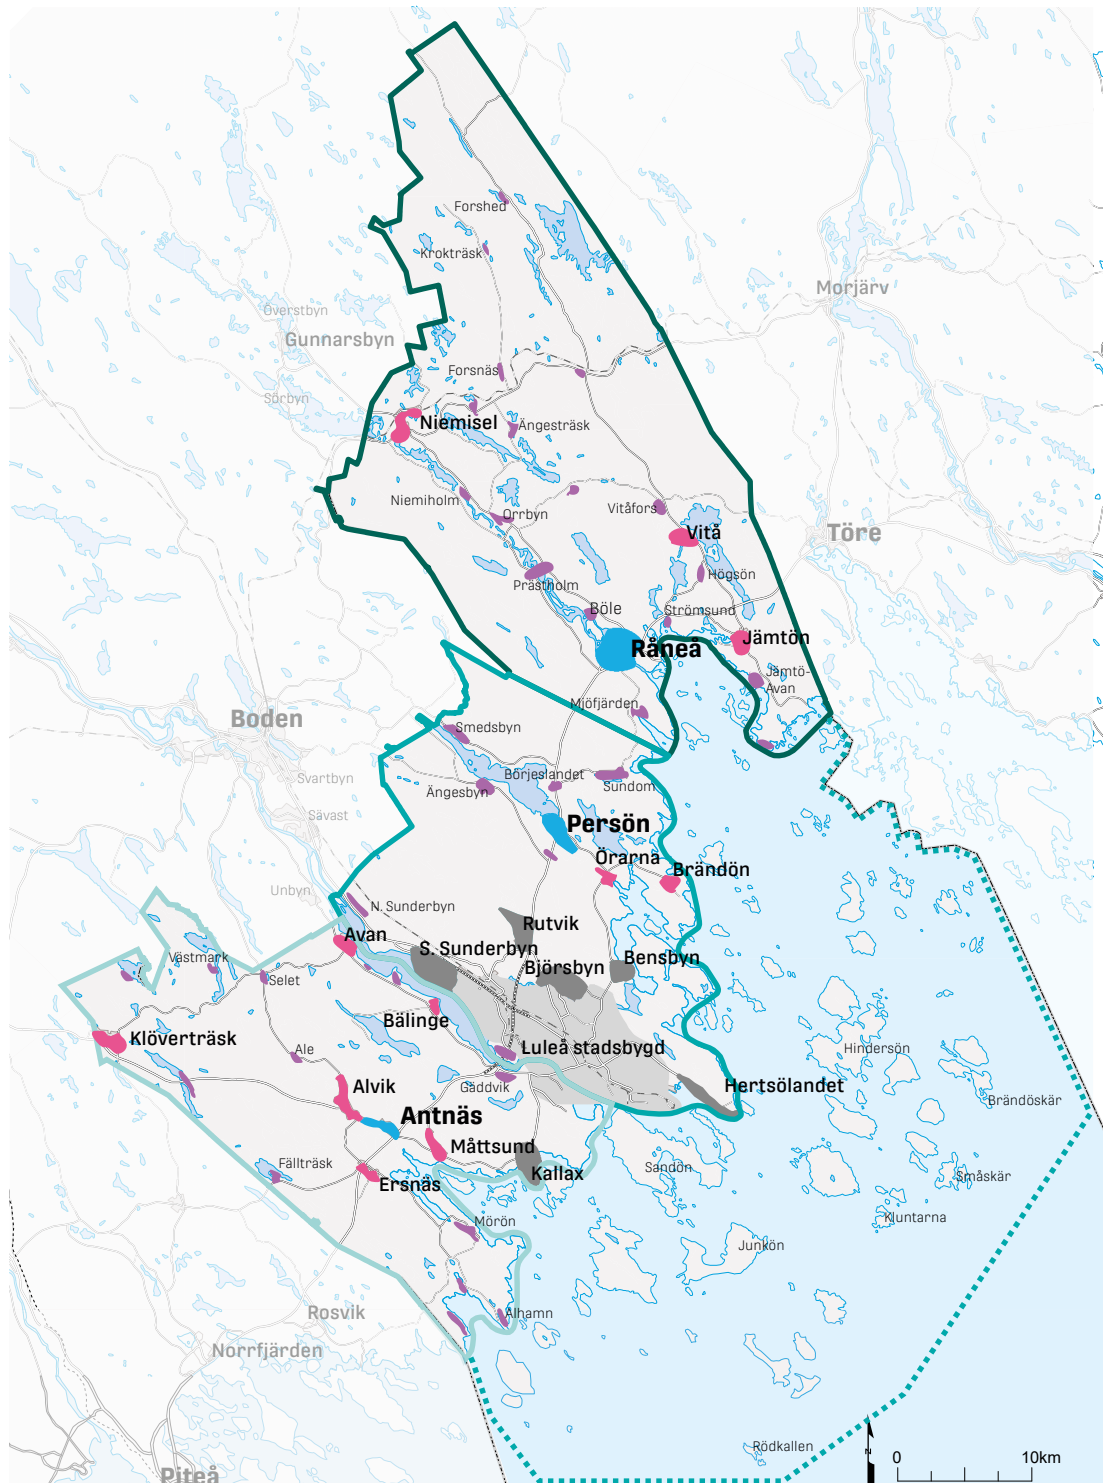 Forshed
Krokträsk
Morjärv
Överstbyn
Gunnarsbyn
Forsnäs
Sörbyn
Niemisel
Ängesträsk
Niemiholm
Orrbyn
Vitåfors
Vitå
Töre
Högsön
Prästholm
Böle
Strömsund
Råneå
Jämtön
Jämtö-
Avan
Mjöfjärden
Boden
Smedsbyn
Svartbyn
Börjeslandet
Ängesbyn
Sundom
Sävast
Persön
Örarna
Brändön
Unbyn
N. Sunderbyn
Rutvik
Avan
S. Sunderbyn
Västmark
Björsbyn
Bensbyn
Selet
Bälinge
Klöverträsk
Luleå stadsbygd
Hindersön
Ale
Gäddvik
Alvik
Hertsölandet
Brändöskär
Antnäs
Måttsund
Fällträsk
Kallax
Sandön
Småskär
Ersnäs
Mörön
Kluntarna
Junkön
Rosvik
Alhamn
Norrfjärden
Rödkallen
N
0 10km
Piteå